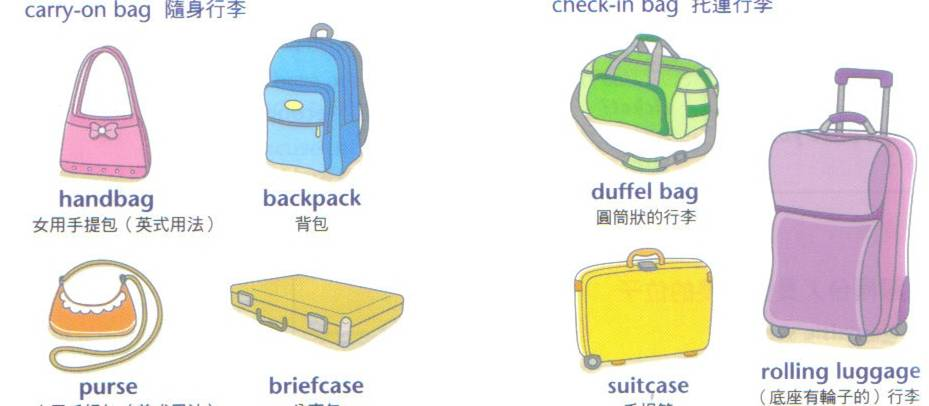 carry-on bag 隨身行李
check-in bag 托運行李
handbag
女用手提包（英式用法）
backpack
背包
purse
briefcase
duffel bag
圓筒狀的行李
suitcase
rolling luggage
（底座有輪子的）行李